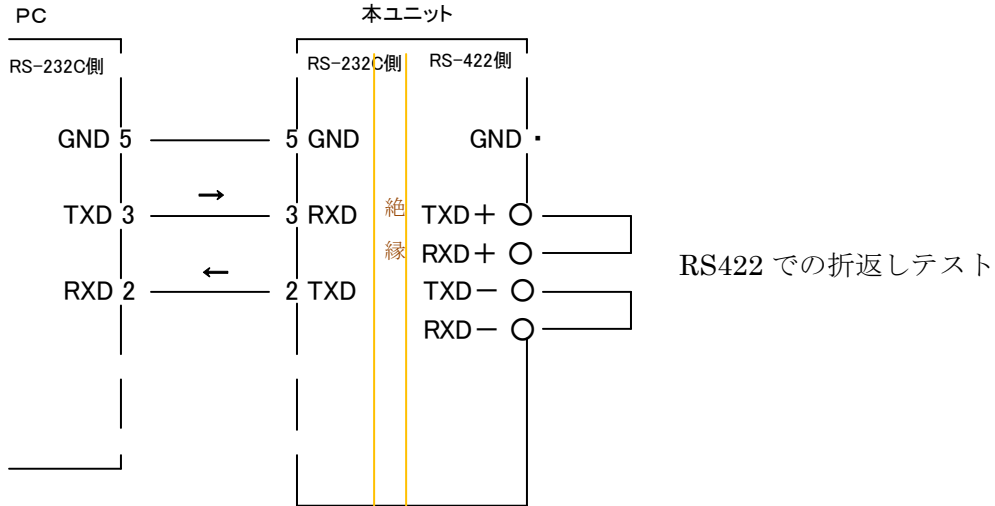 PC 本ユニット
RS-232C側 RS-232C側 RS-422側
GND 5 5 GND GND
→
TXD 3 3 RXD 絶 TXD+
縁 RXD+
RS422 での折返しテスト
←
RXD 2 2 TXD TXD-
RXD-